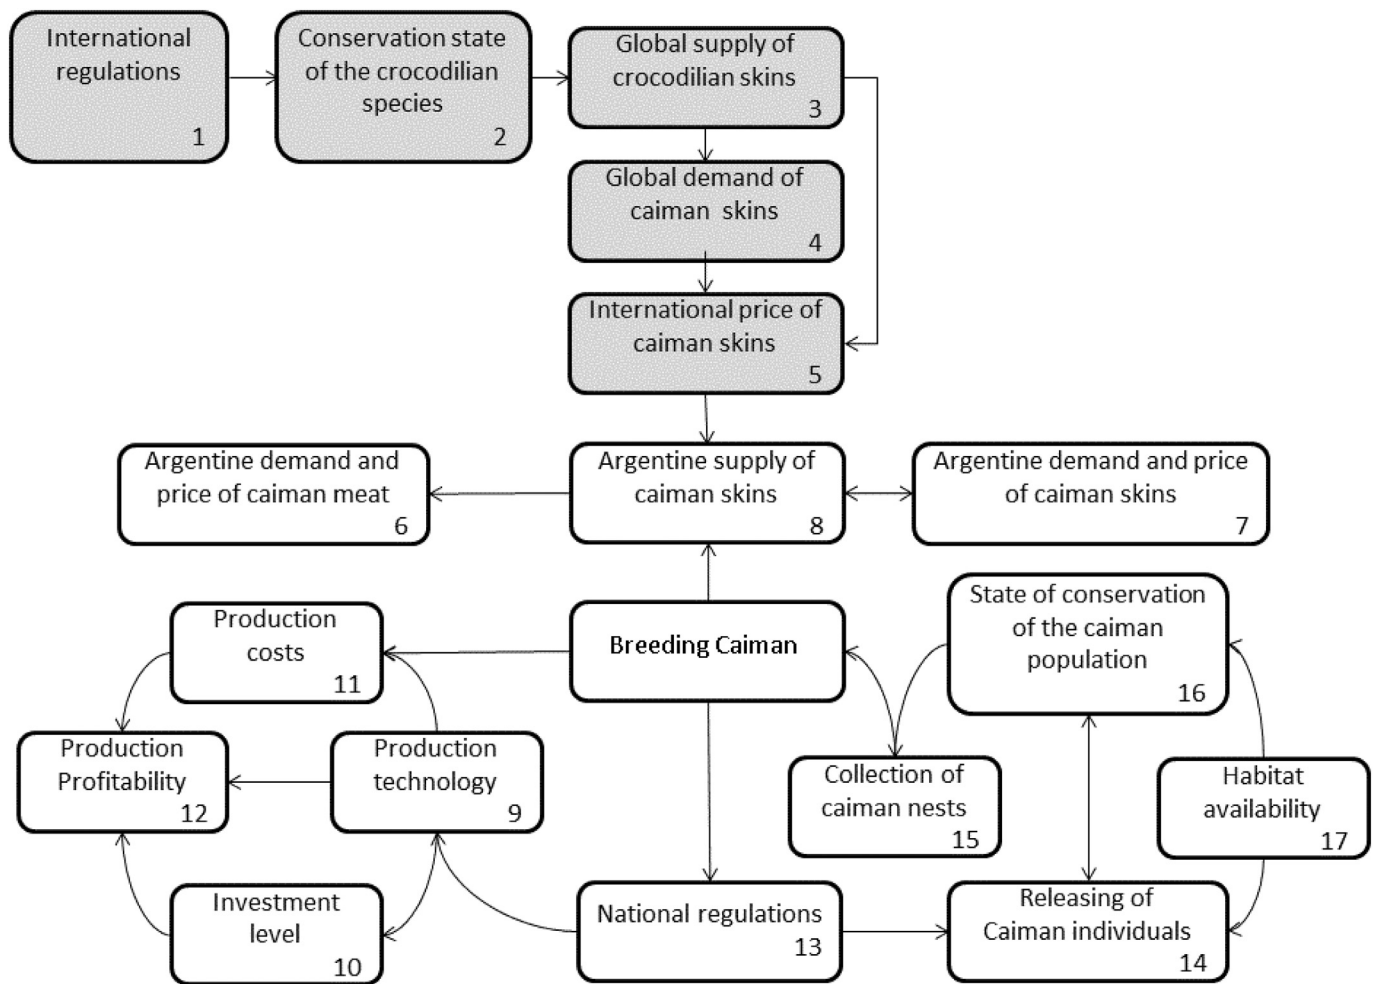 International
regulations
1
Conservation state
of the crocodilian
species
2
Global supply of
crocodilian skins
3
Global demand of
caiman skins
4
International price of
caiman skins
5
Argentine demand and
price of caiman meat
6
Argentine supply of
caiman skins
8
Argentine demand and price
of caiman skins
7
Production
costs
11
Breeding Caiman
State of conservation
of the caiman
population
16
Production
Profitability
12
Production
technology
9
Collection of
caiman nests
15
Habitat
availability
17
Investment
level
10
National regulations
13
Releasing of
Caiman individuals
14